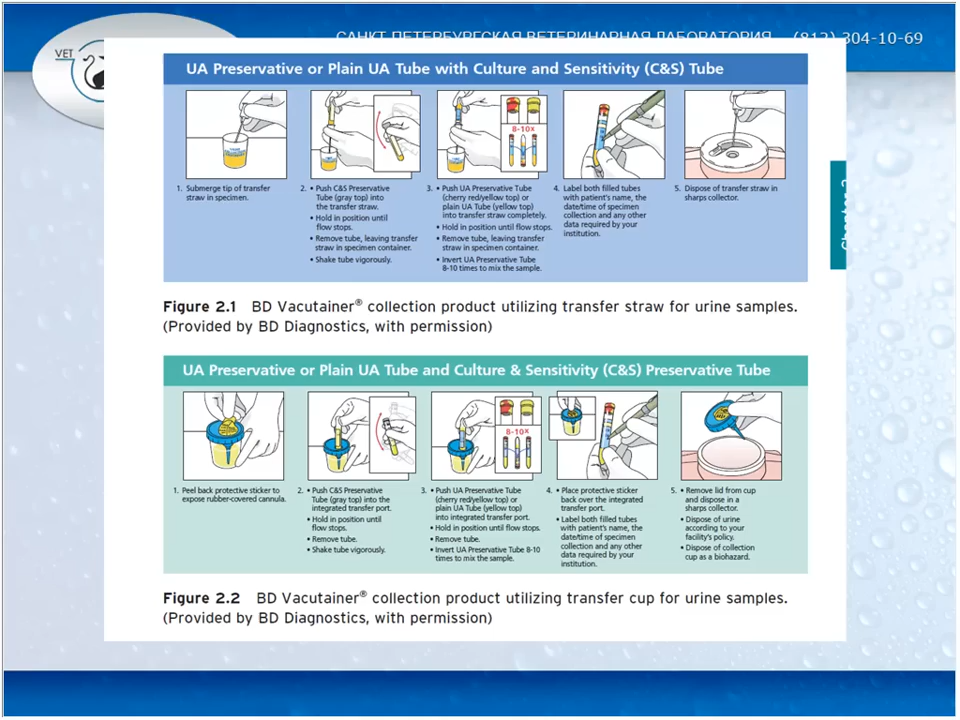 VET
САНКТ-ПЕТЕРБУРГСКАЯ ВЕТЕРИНАРНАЯ ЛАБОРАТОРИЯ (812) 304-10-69
UA Preservative or Plain UA Tube with Culture and Sensitivity (C&S) Tube
8-10x
1. Submerge tip of transfer
straw in specimen.
2. • Push C&S Preservative
Tube (gray top) into
the transfer straw.
• Hold in position until
flow stops.
• Remove tube, leaving transfer
straw in specimen container.
• Shake tube vigorously.
3. • Push UA Preservative Tube
(cherry red/yellow top) or
plain UA Tube (yellow top)
into transfer straw completely.
• Hold in position until flow stops.
• Remove tube, leaving transfer
straw in specimen container.
• Invert UA Preservative Tube
8-10 times to mix the sample.
4. Label both filled tubes
with patient's name, the
date/time of specimen
collection and any other
data required by your
institution.
5. Dispose of transfer straw in
sharps collector.
Figure 2.1 BD Vacutainer® collection product utilizing transfer straw for urine samples.
(Provided by BD Diagnostics, with permission)
UA Preservative or Plain UA Tube and Culture & Sensitivity (C&S) Preservative Tube
8-10x
1. Peel back protective sticker to
expose rubber-covered cannula.
2. • Push C&S Preservative
Tube (gray top) into the
integrated transfer port.
• Hold in position until
flow stops.
• Remove tube.
• Shake tube vigorously.
3. • Push UA Preservative Tube
(cherry red/yellow top) or
plain UA Tube (yellow top)
into integrated transfer port.
• Hold in position until flow stops.
• Remove tube.
• Invert UA Preservative Tube 8-10
times to mix the sample.
4. • Place protective sticker
back over the integrated
transfer port.
• Label both filled tubes
with patient's name, the
date/time of specimen
collection and any other
data required by your
institution.
5. • Remove lid from cup
and dispose in a
sharps collector.
• Dispose of urine
according to your
facility's policy.
• Dispose of collection
cup as a biohazard.
Figure 2.2 BD Vacutainer® collection product utilizing transfer cup for urine samples.
(Provided by BD Diagnostics, with permission)